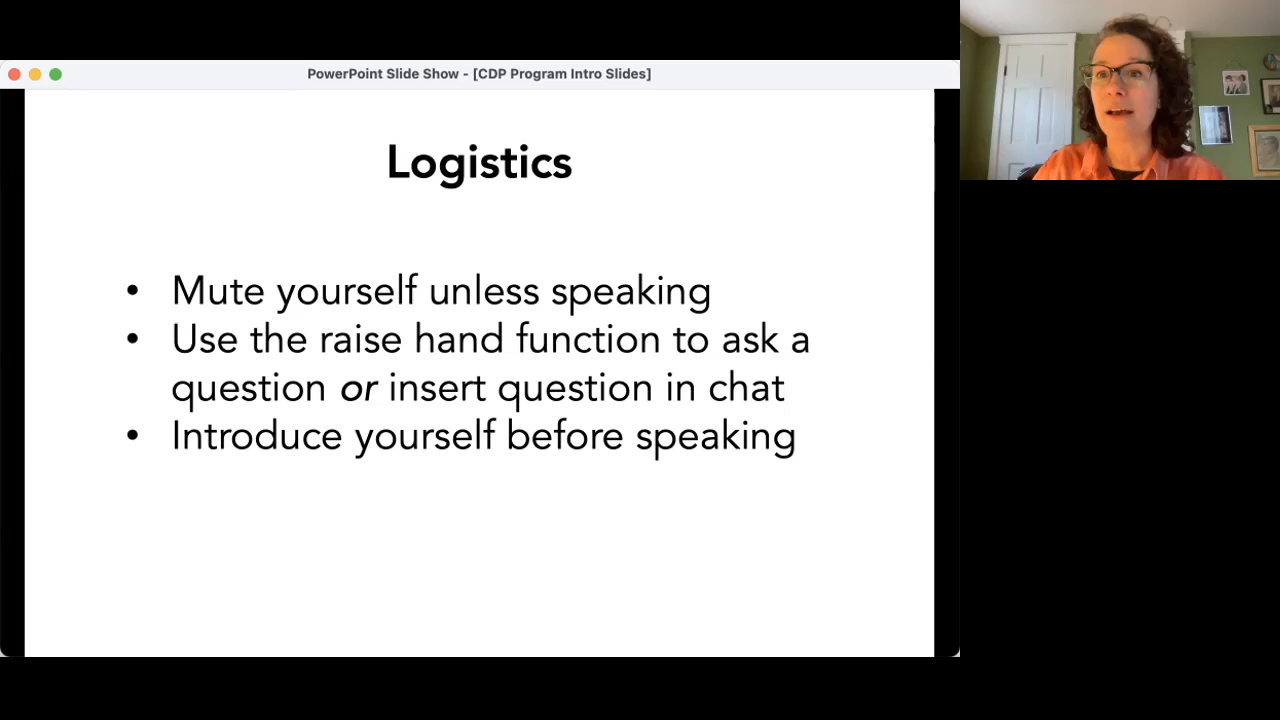 PowerPoint Slide Show - [CDP Program Intro Slides]
Logistics
• Mute yourself unless speaking
• Use the raise hand function to ask a
question or insert question in chat
• Introduce yourself before speaking